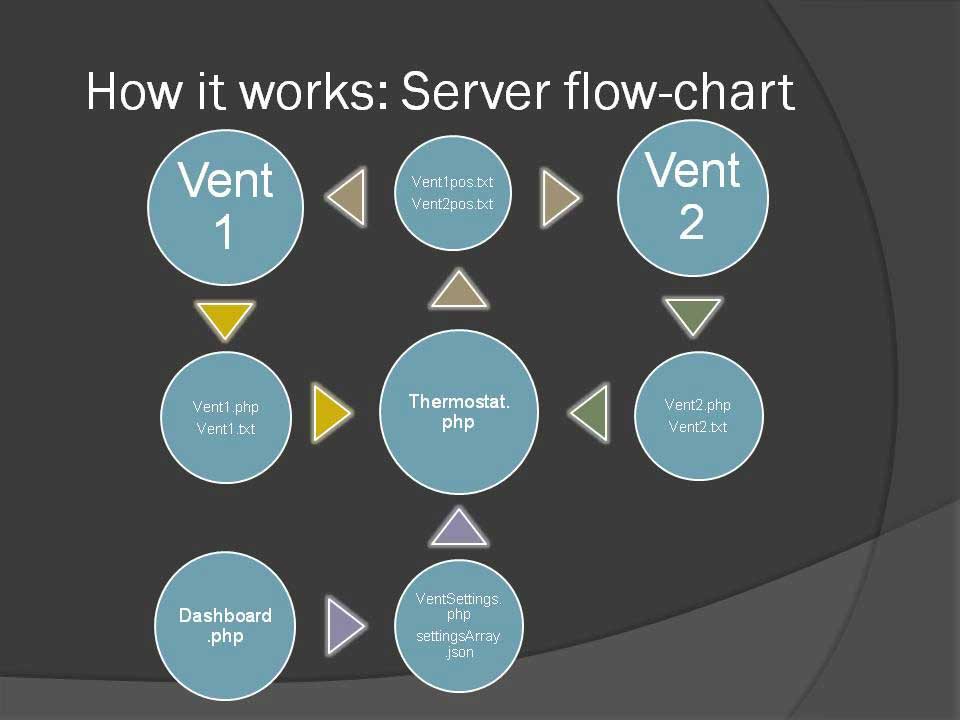 How it works: Server flow-chart
Vent
1
Vent1pos.txt
Vent2pos.txt
Vent
2
Vent1.php
Vent1.txt
Thermostat.
php
Vent2.php
Vent2.txt
Dashboard
.php
VentSettings.
php
settingsArray
.json